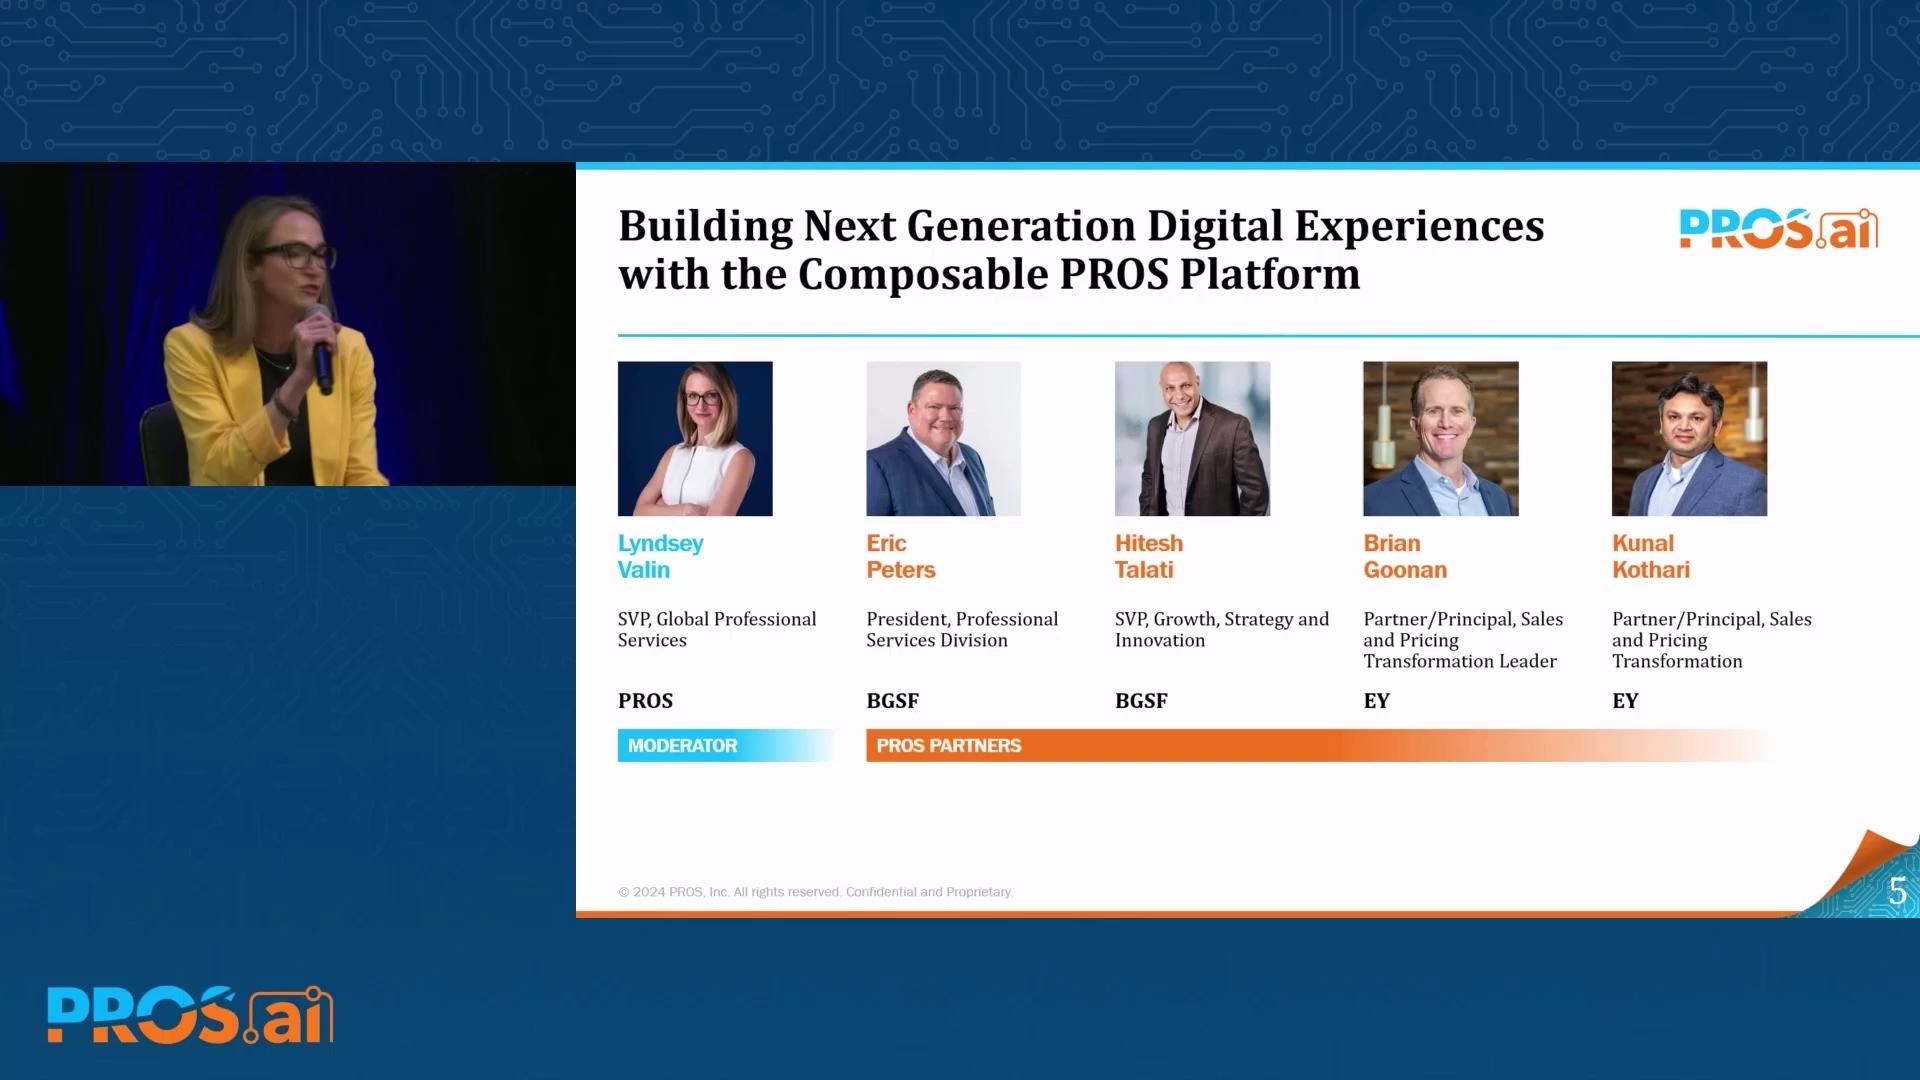 Building Next Generation Digital Experiences
with the Composable PROS Platform
PROS.ai
Lyndsey
Valin
SVP, Global Professional
Services
PROS
MODERATOR
Eric
Peters
President, Professional
Services Division
BGSF
Hitesh
Talati
SVP, Growth, Strategy and
Innovation
BGSF
Brian
Goonan
Partner/Principal, Sales
and Pricing
Transformation Leader
EY
Kunal
Kothari
Partner/Principal, Sales
and Pricing
Transformation
EY
PROS PARTNERS
© 2024 PROS, Inc. All rights reserved. Confidential and Proprietary.
5
PROS.ai